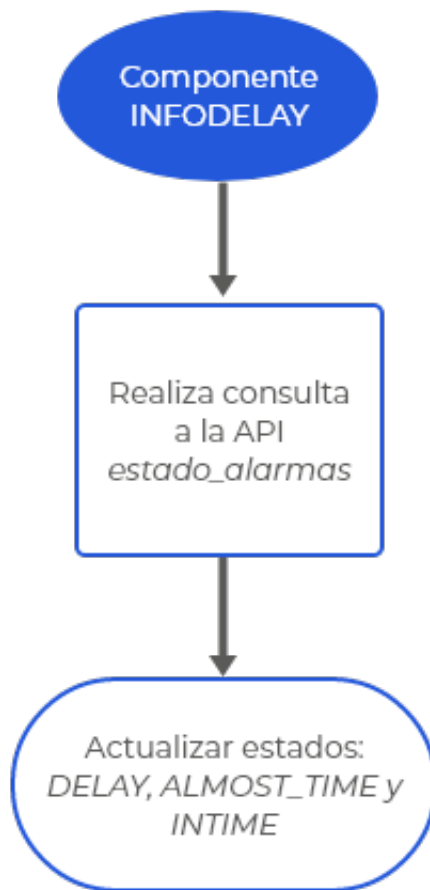 Componente
INFODELAY
Realiza consulta
a la API
estado_alarmas
Actualizar estados:
DELAY, ALMOST_TIME y
INTIME